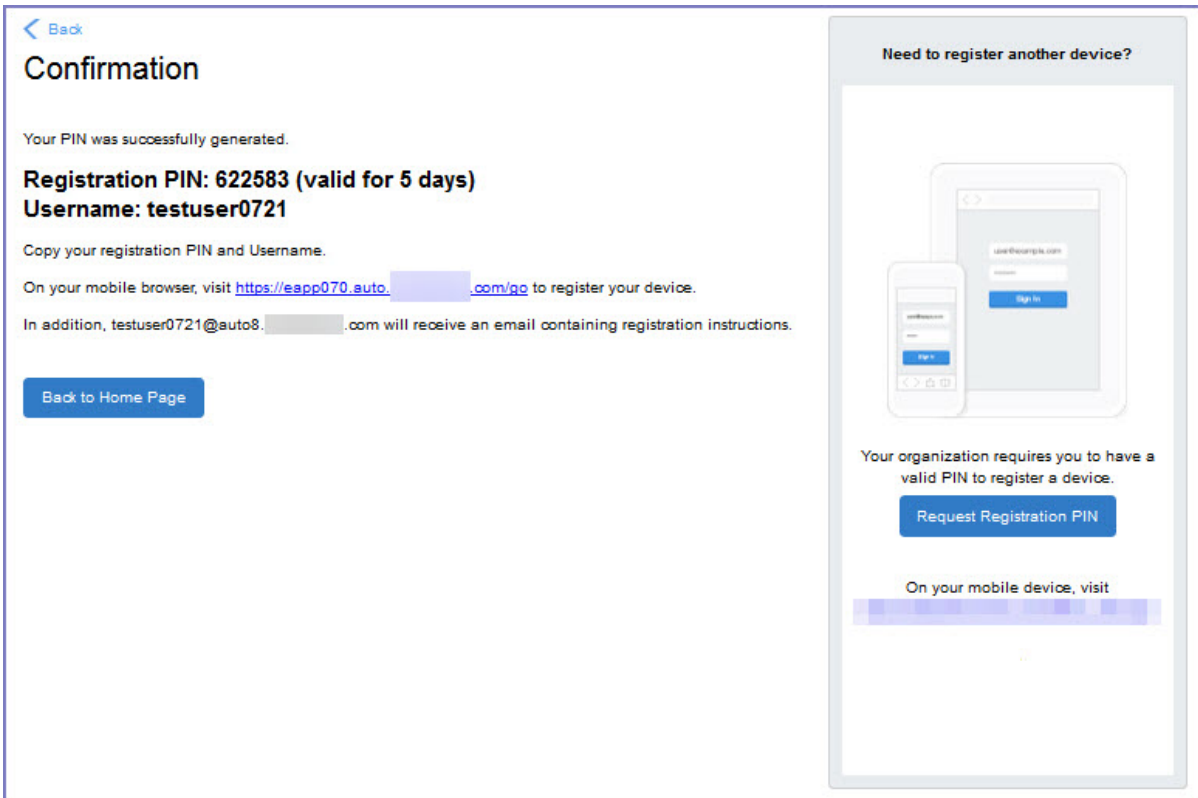 Back
Confirmation
Your PIN was successfully generated.
Registration PIN: 622583 (valid for 5 days)
Username: testuser0721
Copy your registration PIN and Username.
On your mobile browser, visit https://eapp070.auto. .com/go to register your device.
In addition, testuser0721@auto8. .com will receive an email containing registration instructions.
Back to Home Page
Need to register another device?
Sign In
Sign In
Your organization requires you to have a
valid PIN to register a device.
Request Registration PIN
On your mobile device, visit